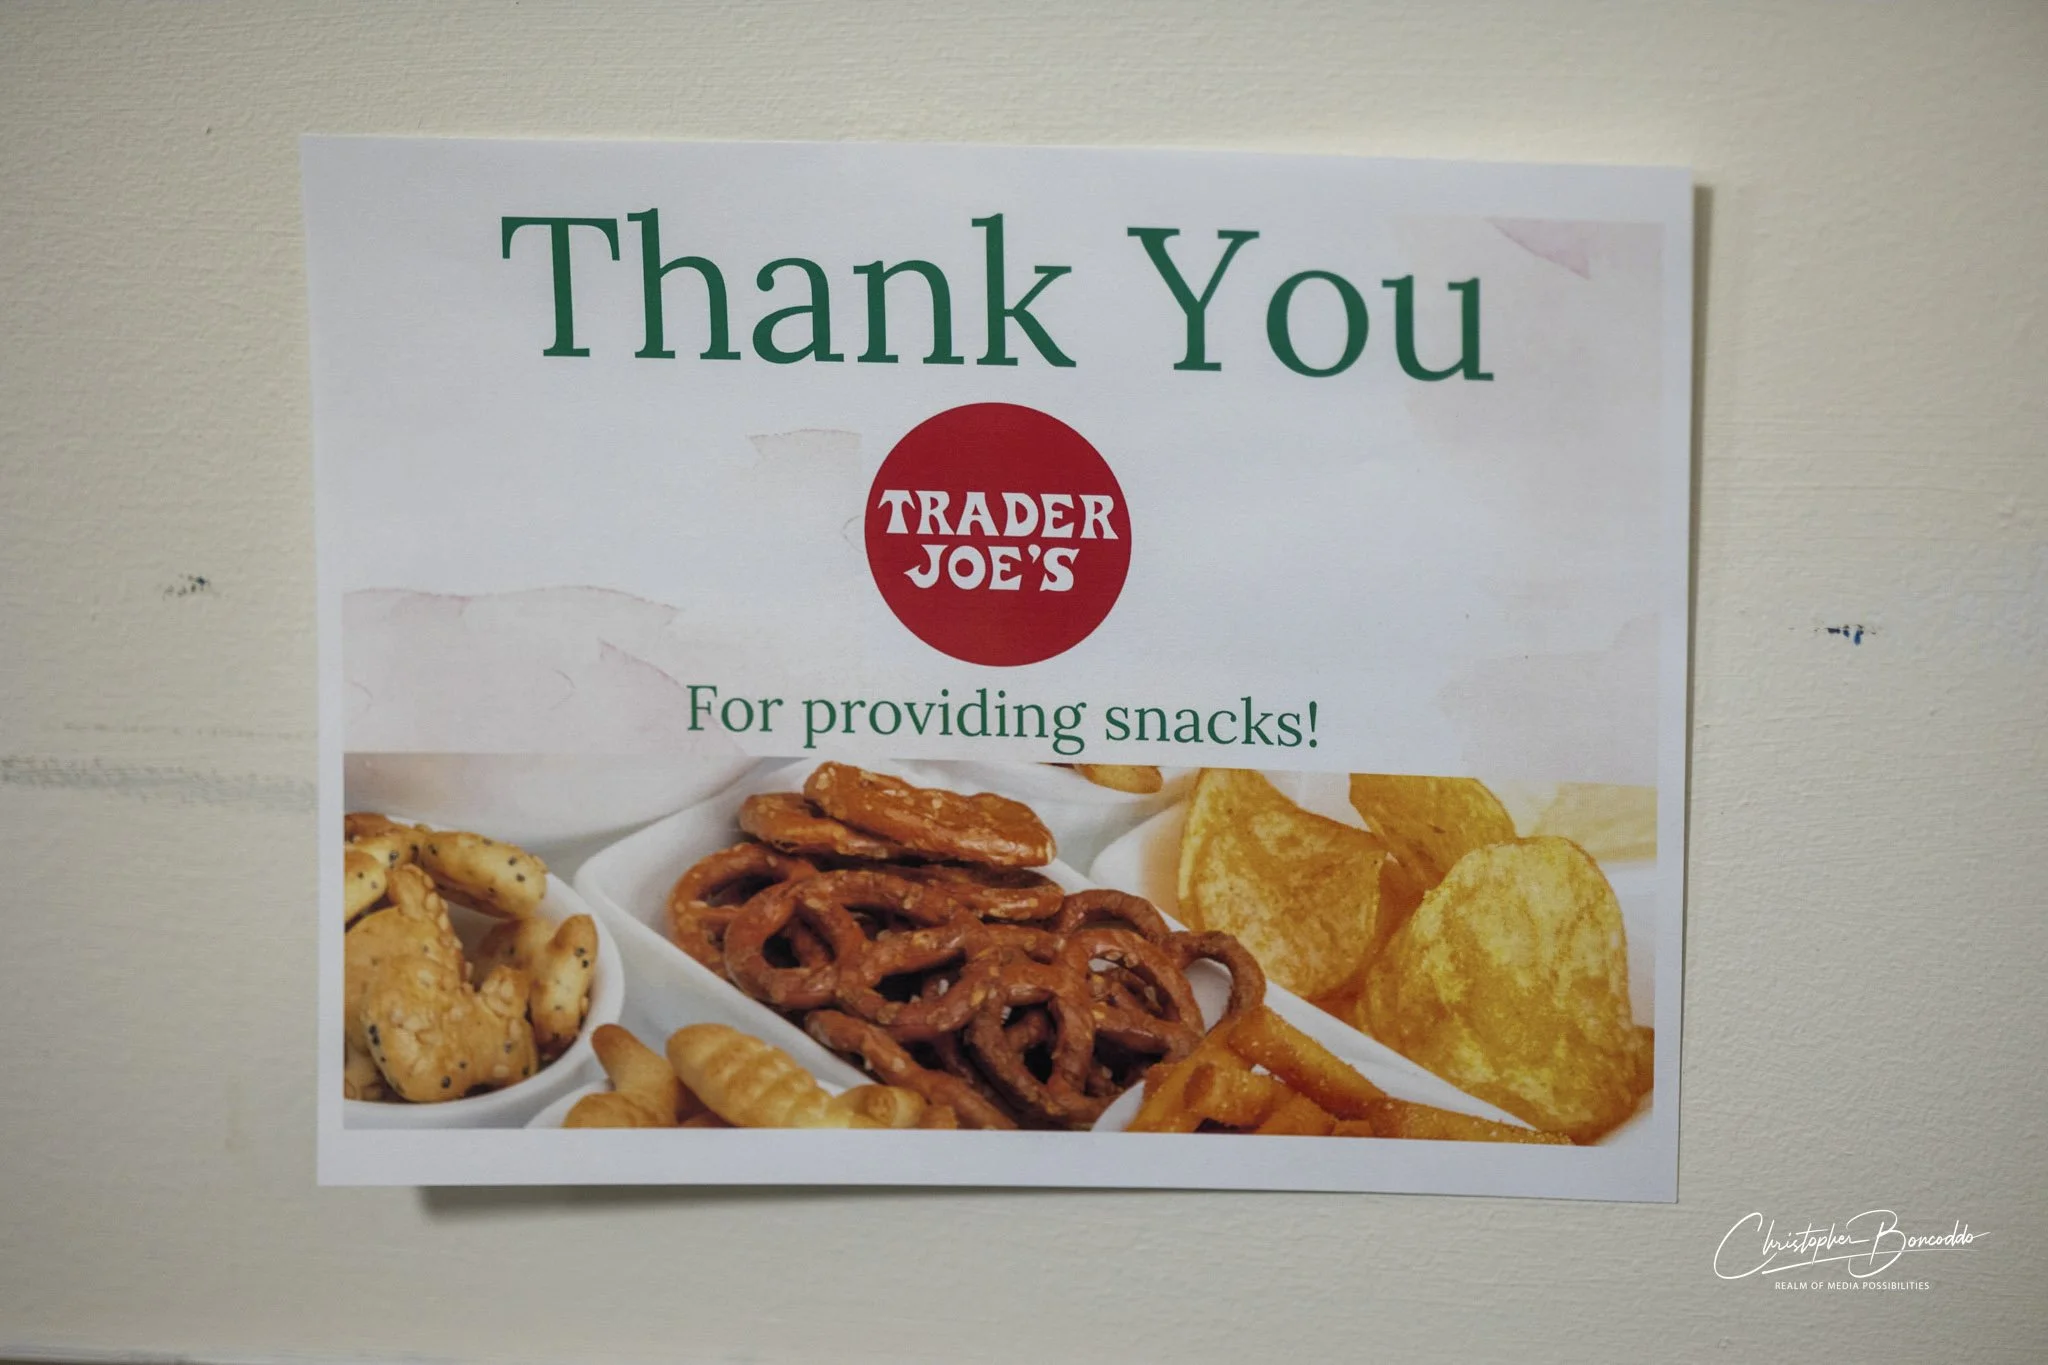 Thank You
TRADER
JOE'S
For providing snacks!
Christopher Boncoddo
REALM OF MEDIA POSSIBILITIES